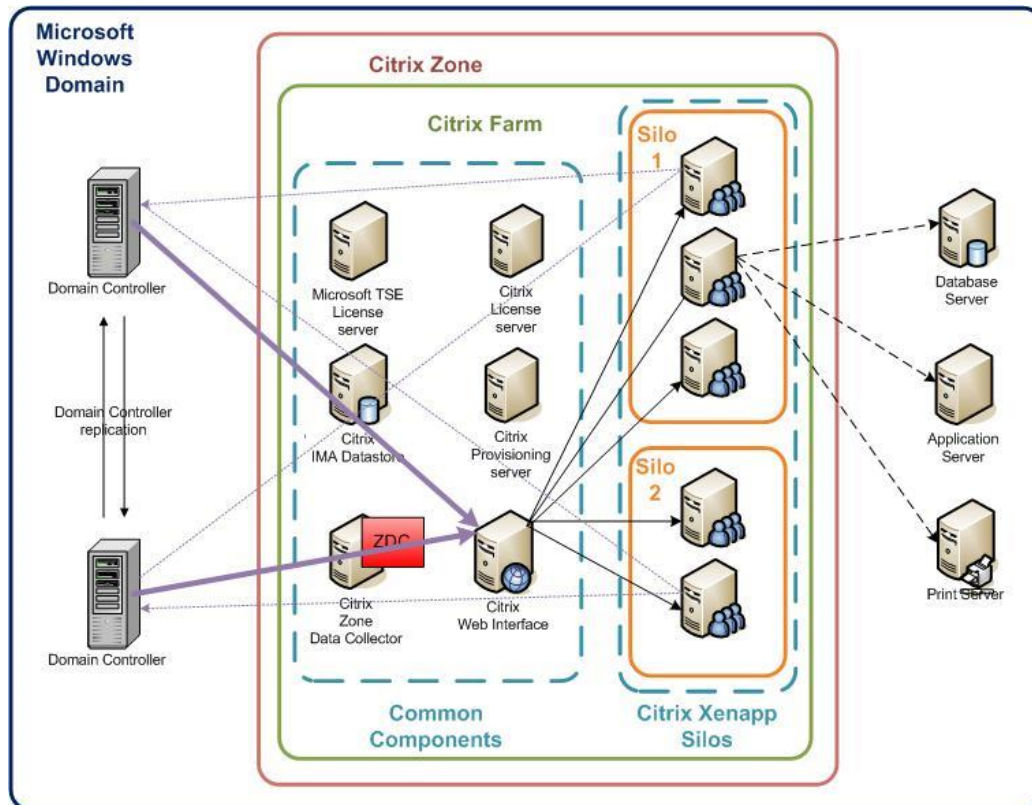 Microsoft
Windows
Domain
Citrix Zone
Citrix Farm
Silo
1
Domain Controller
Microsoft TSE
License
server
Citrix
License
server
Database
Server
Domain Controller
replication
Citrix
IMA Datastore
Citrix
Provisioning
server
Application
Server
Silo
2
ZDC
Citrix
Zone
Data Collector
Citrix
Web Interface
Print Server
Domain Controller
Common
Components
Citrix Xenapp
Silos